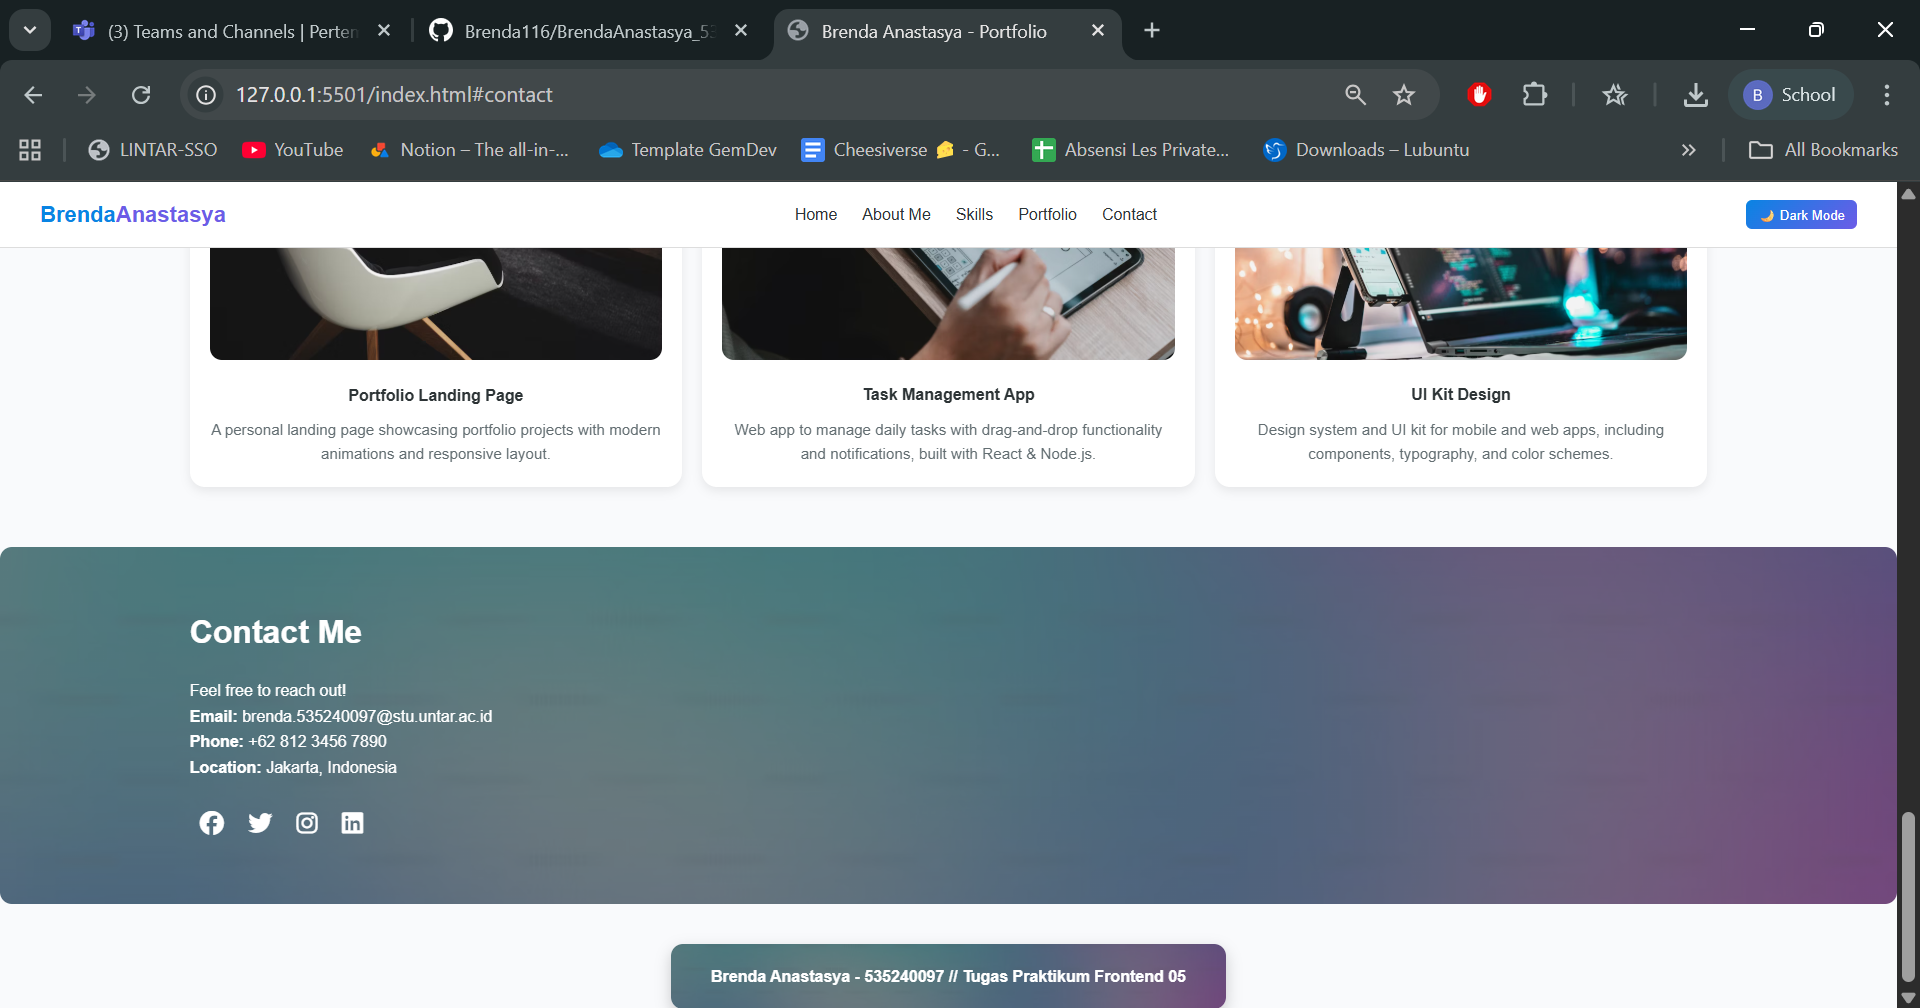 (3) Teams and Channels | Perten
Brenda116/BrendaAnastasya_53
Brenda Anastasya - Portfolio
127.0.0.1:5501/index.html#contact
B School
LINTAR-SSO
YouTube
Notion – The all-in-...
Template GemDev
Cheesiverse 🧀 - G...
Absensi Les Private...
Downloads – Lubuntu
All Bookmarks
BrendaAnastasya
Home About Me Skills Portfolio Contact
🌙 Dark Mode
Portfolio Landing Page
A personal landing page showcasing portfolio projects with modern
animations and responsive layout.
Task Management App
Web app to manage daily tasks with drag-and-drop functionality
and notifications, built with React & Node.js.
UI Kit Design
Design system and UI kit for mobile and web apps, including
components, typography, and color schemes.
Contact Me
Feel free to reach out!
Email: brenda.535240097@stu.untar.ac.id
Phone: +62 812 3456 7890
Location: Jakarta, Indonesia
Brenda Anastasya - 535240097 // Tugas Praktikum Frontend 05